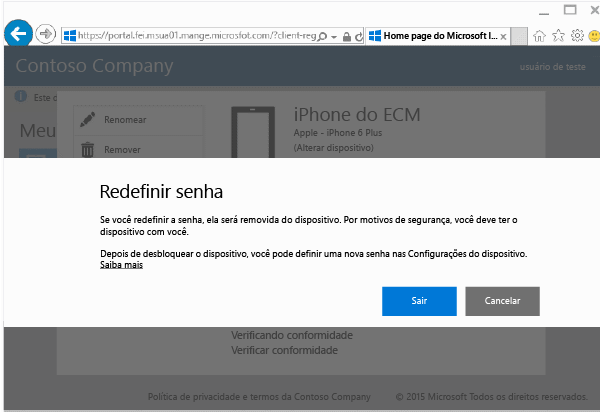 https://portal.fei.msua01.mange.microsfot.com/?client-reg
Home page do Microsoft I...
Contoso Company
usuário de teste
Este d
Meu
Renomear
Remover
iPhone do ECM
Apple - iPhone 6 Plus
(Alterar dispositivo)
Redefinir senha
Se você redefinir a senha, ela será removida do dispositivo. Por motivos de segurança, você deve ter o
dispositivo com você.
Depois de desbloquear o dispositivo, você pode definir uma nova senha nas Configurações do dispositivo.
Saiba mais
Sair
Cancelar
Verificando conformidade
Verificar conformidade
Política de privacidade e termos da Contoso Company
© 2015 Microsoft Todos os direitos reservados.